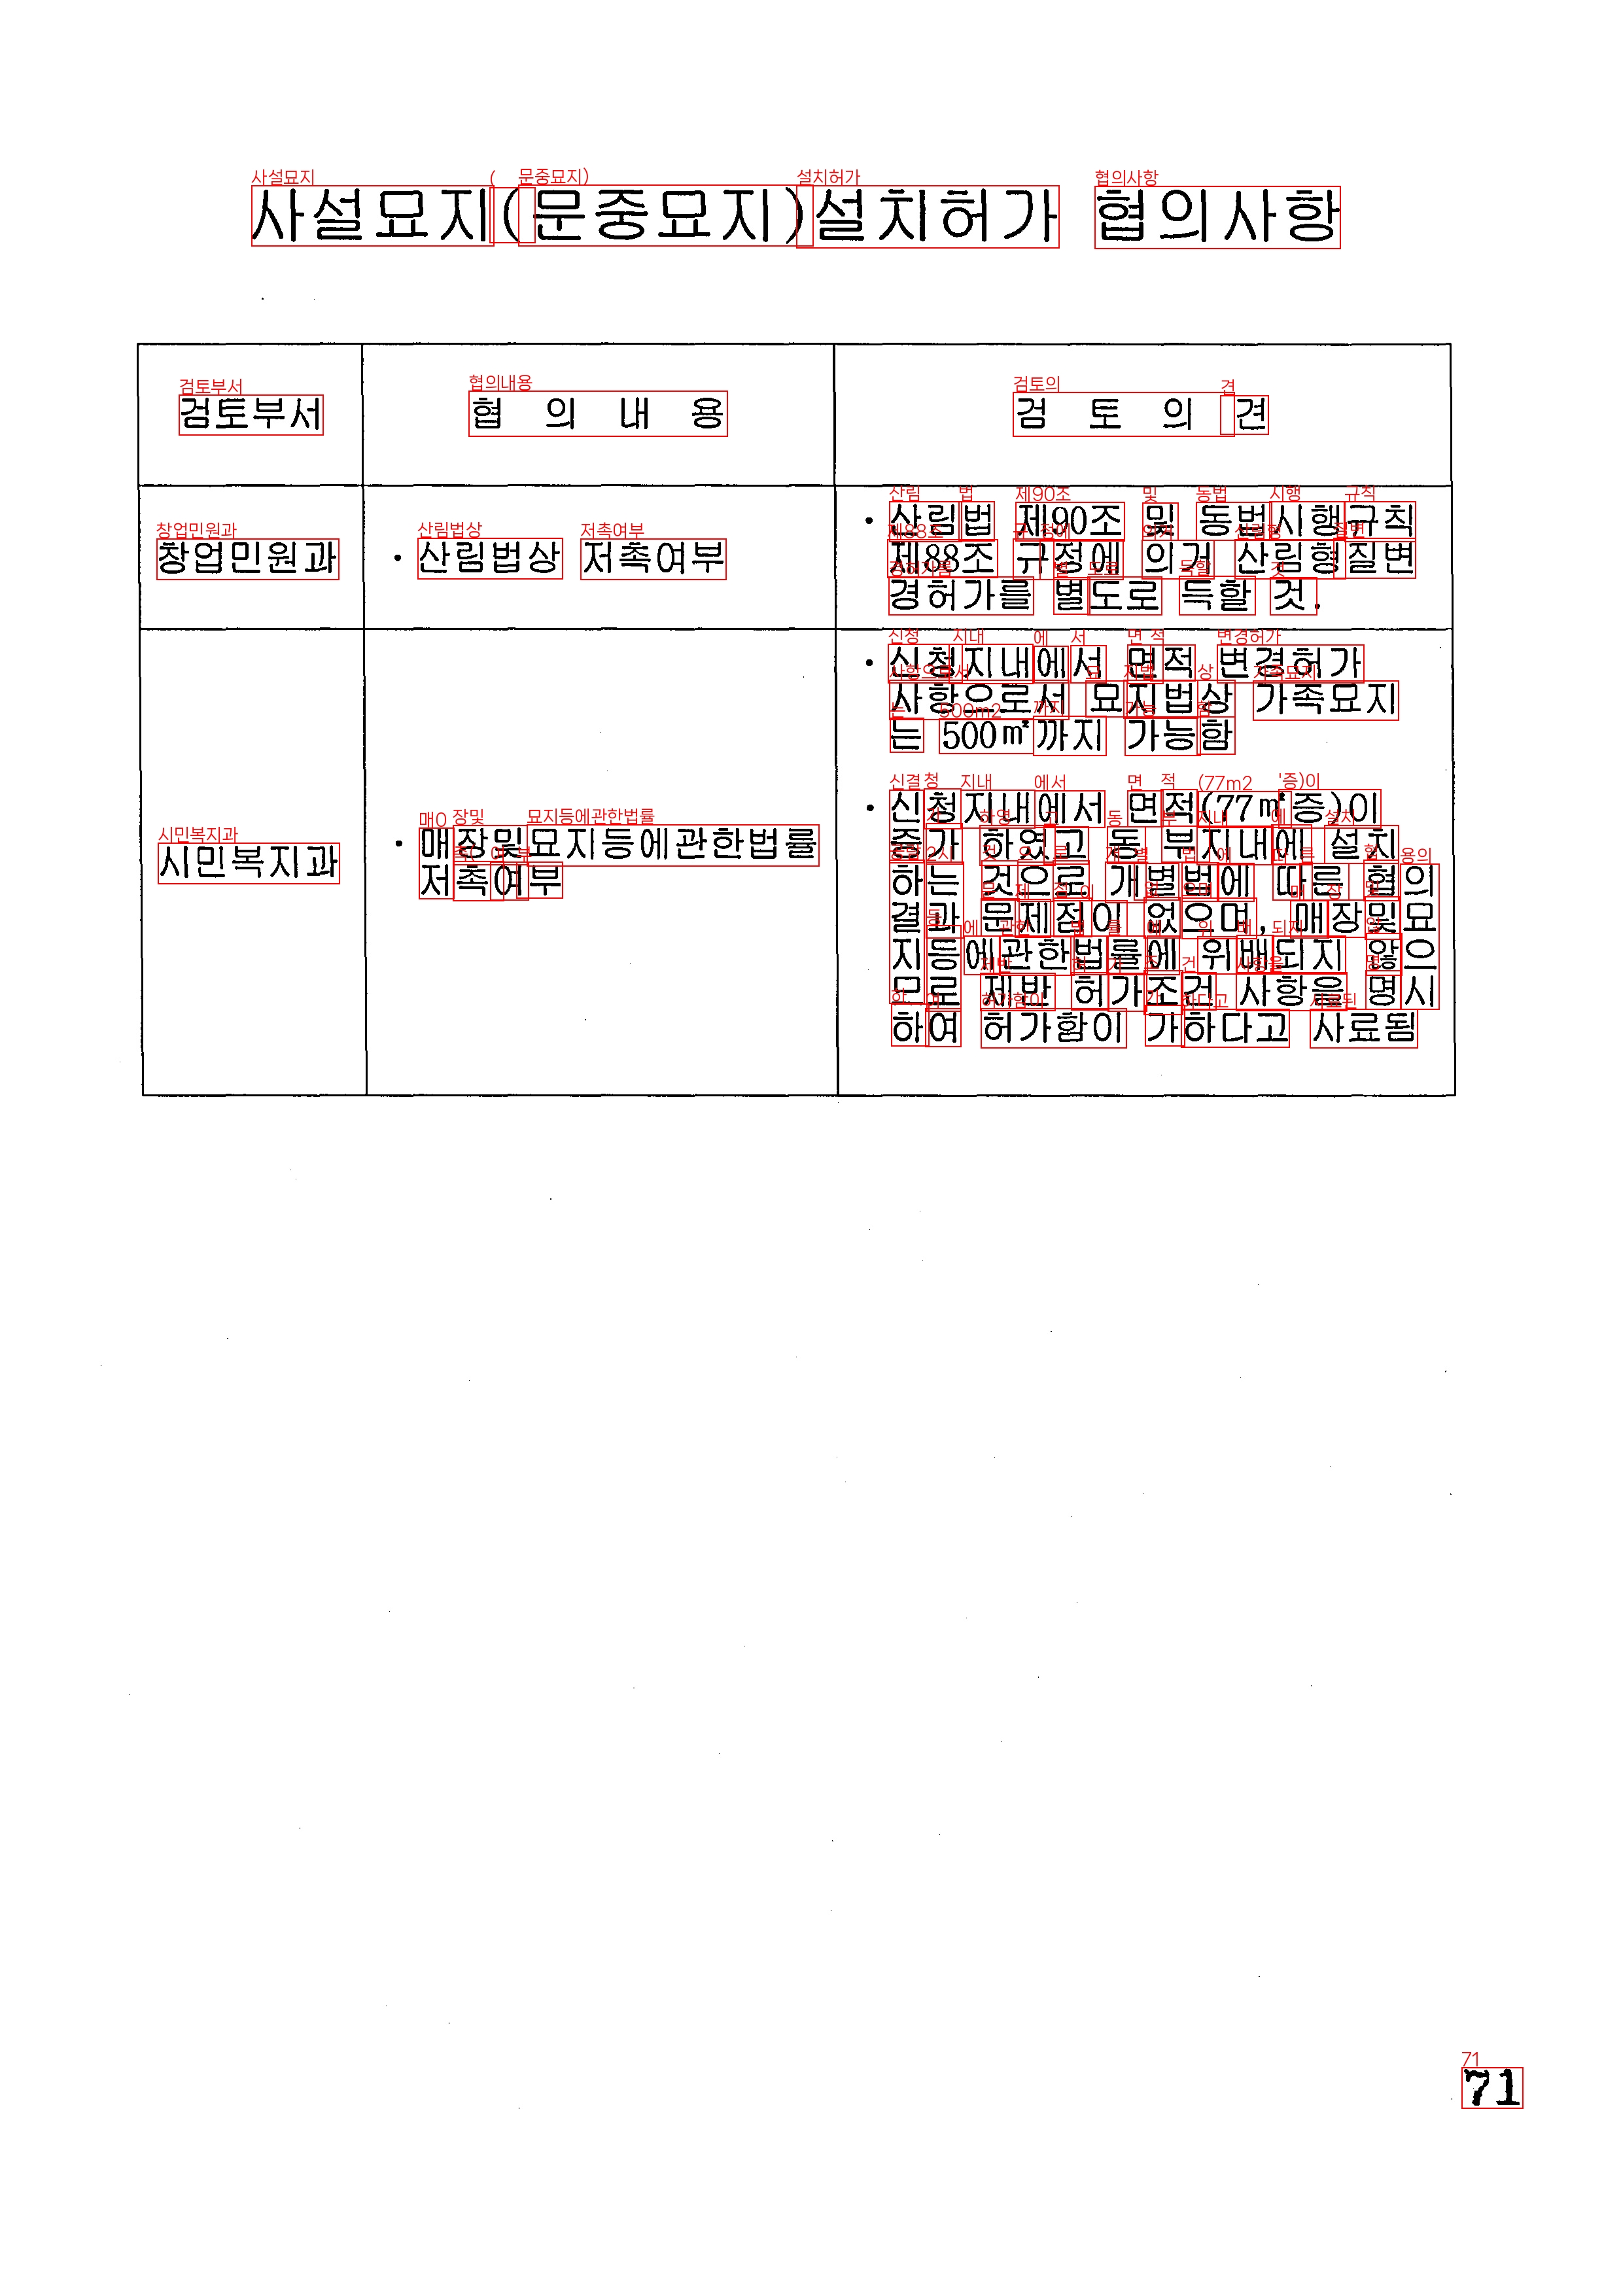 사설묘지(문중묘지)설치허가 협의사항
검토부서 협 의 내 용 검 토 의 견
창업민원과 · 산림법상 저촉여부
· 산림법 제90조 및 동법시행규칙
제88조 규정에 의거 산림형질변
경허가를 별도로 득할 것.
시민복지과
· 매장및묘지등에관한법률
저촉여부
· 신청지내에서 면적 변경허가
사항으로서 묘지법상 가족묘지
는 500㎡까지 가능함
· 신청지내에서 면적(77㎡증)이
증가 하였고 동 부지내에 설치
하는 것으로 개별법에 따른 협의
결과 문제점이 없으며, 매장및묘
지등에관한법률에 위배되지 않으
므로 제반 허가조건 사항을 명시
하여 허가함이 가하다고 사료됨
71